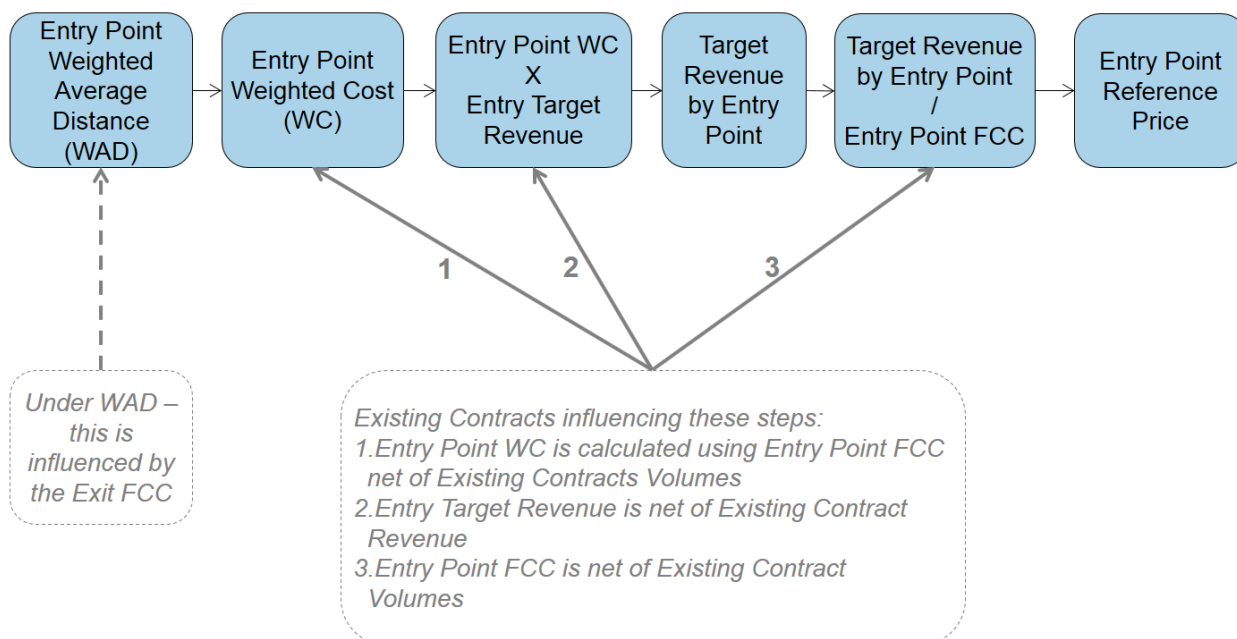 Entry Point
Weighted
Average
Distance
(WAD)
Entry Point
Weighted Cost
(WC)
Entry Point WC
X
Entry Target
Revenue
Target
Revenue
by Entry
Point
Target Revenue
by Entry Point
/
Entry Point FCC
Entry Point
Reference
Price
1
2
3
Under WAD –
this is
influenced by
the Exit FCC
Existing Contracts influencing these steps:
1.Entry Point WC is calculated using Entry Point FCC
net of Existing Contracts Volumes
2.Entry Target Revenue is net of Existing Contract
Revenue
3.Entry Point FCC is net of Existing Contract
Volumes